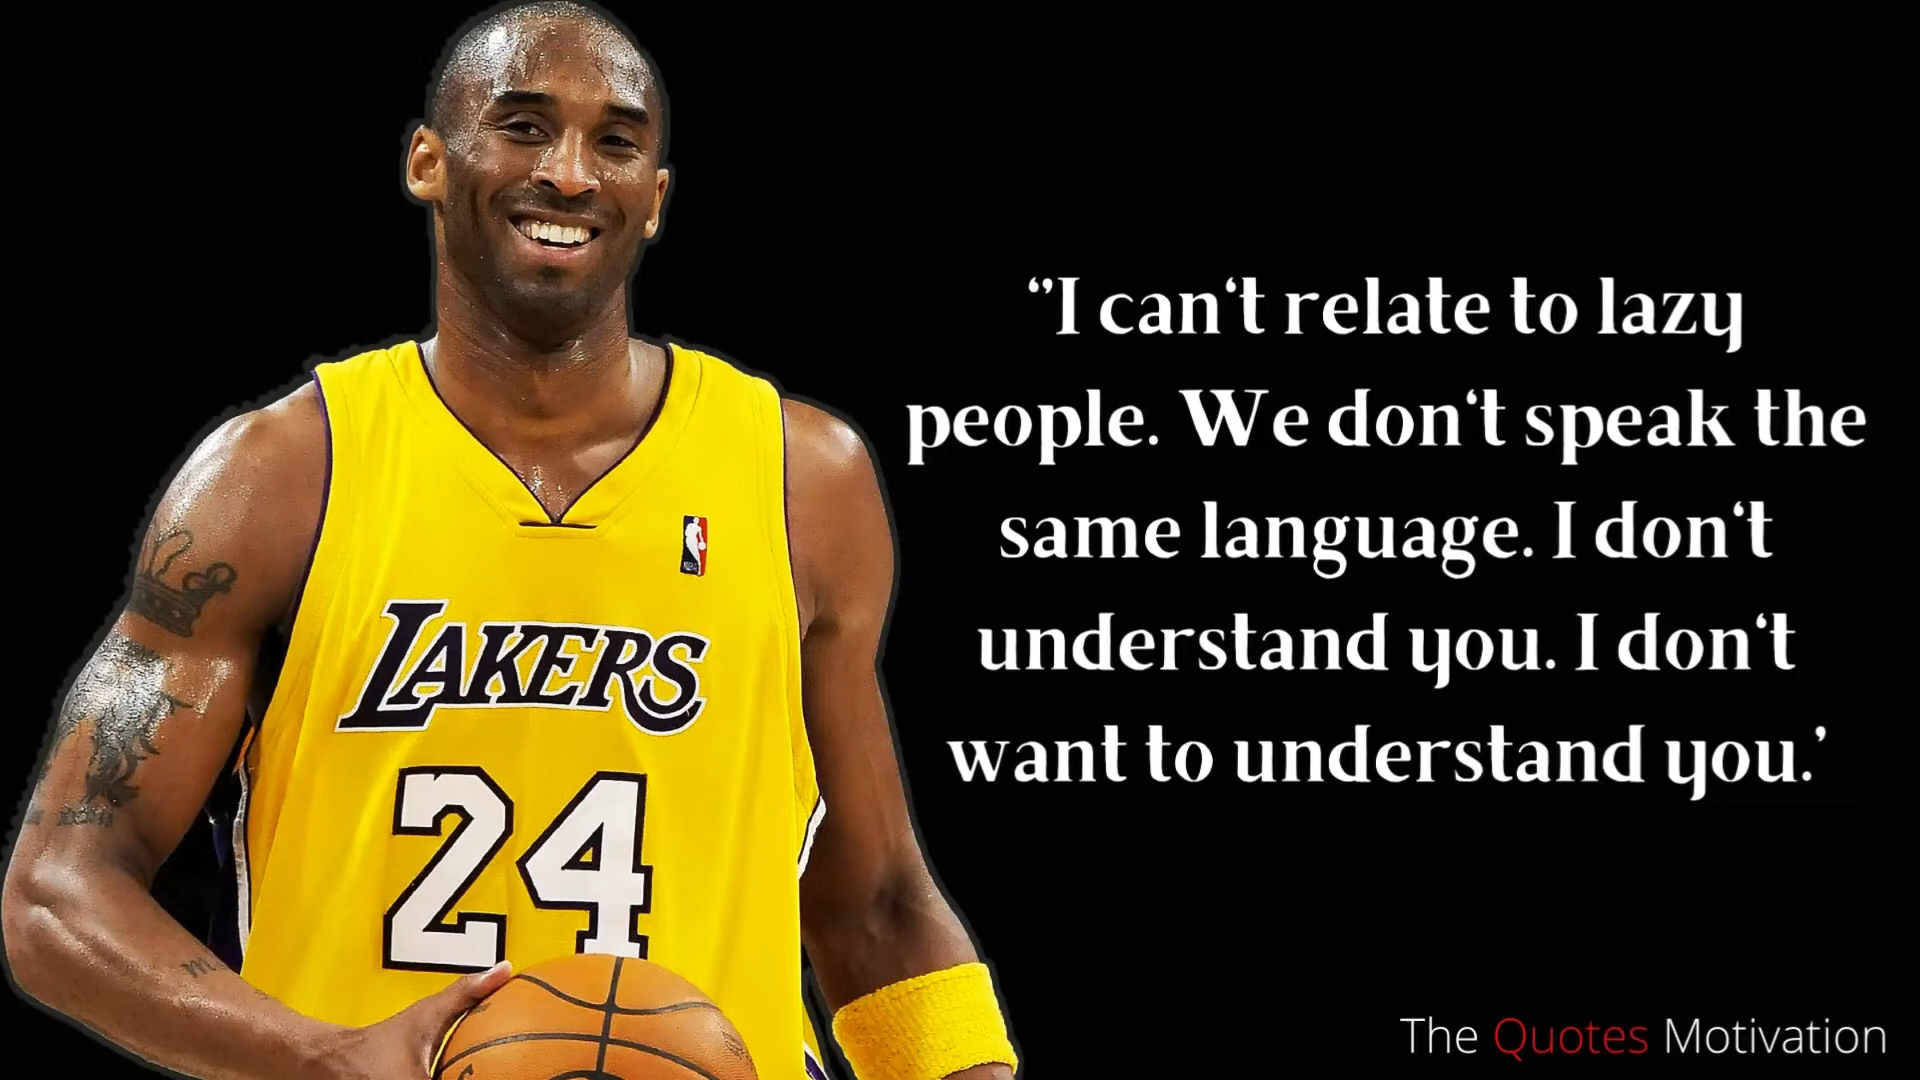 “I can‘t relate to lazy
people. We don‘t speak the
same language. I don‘t
understand you. I don‘t
want to understand you.’
LAKERS
24
The Quotes Motivation